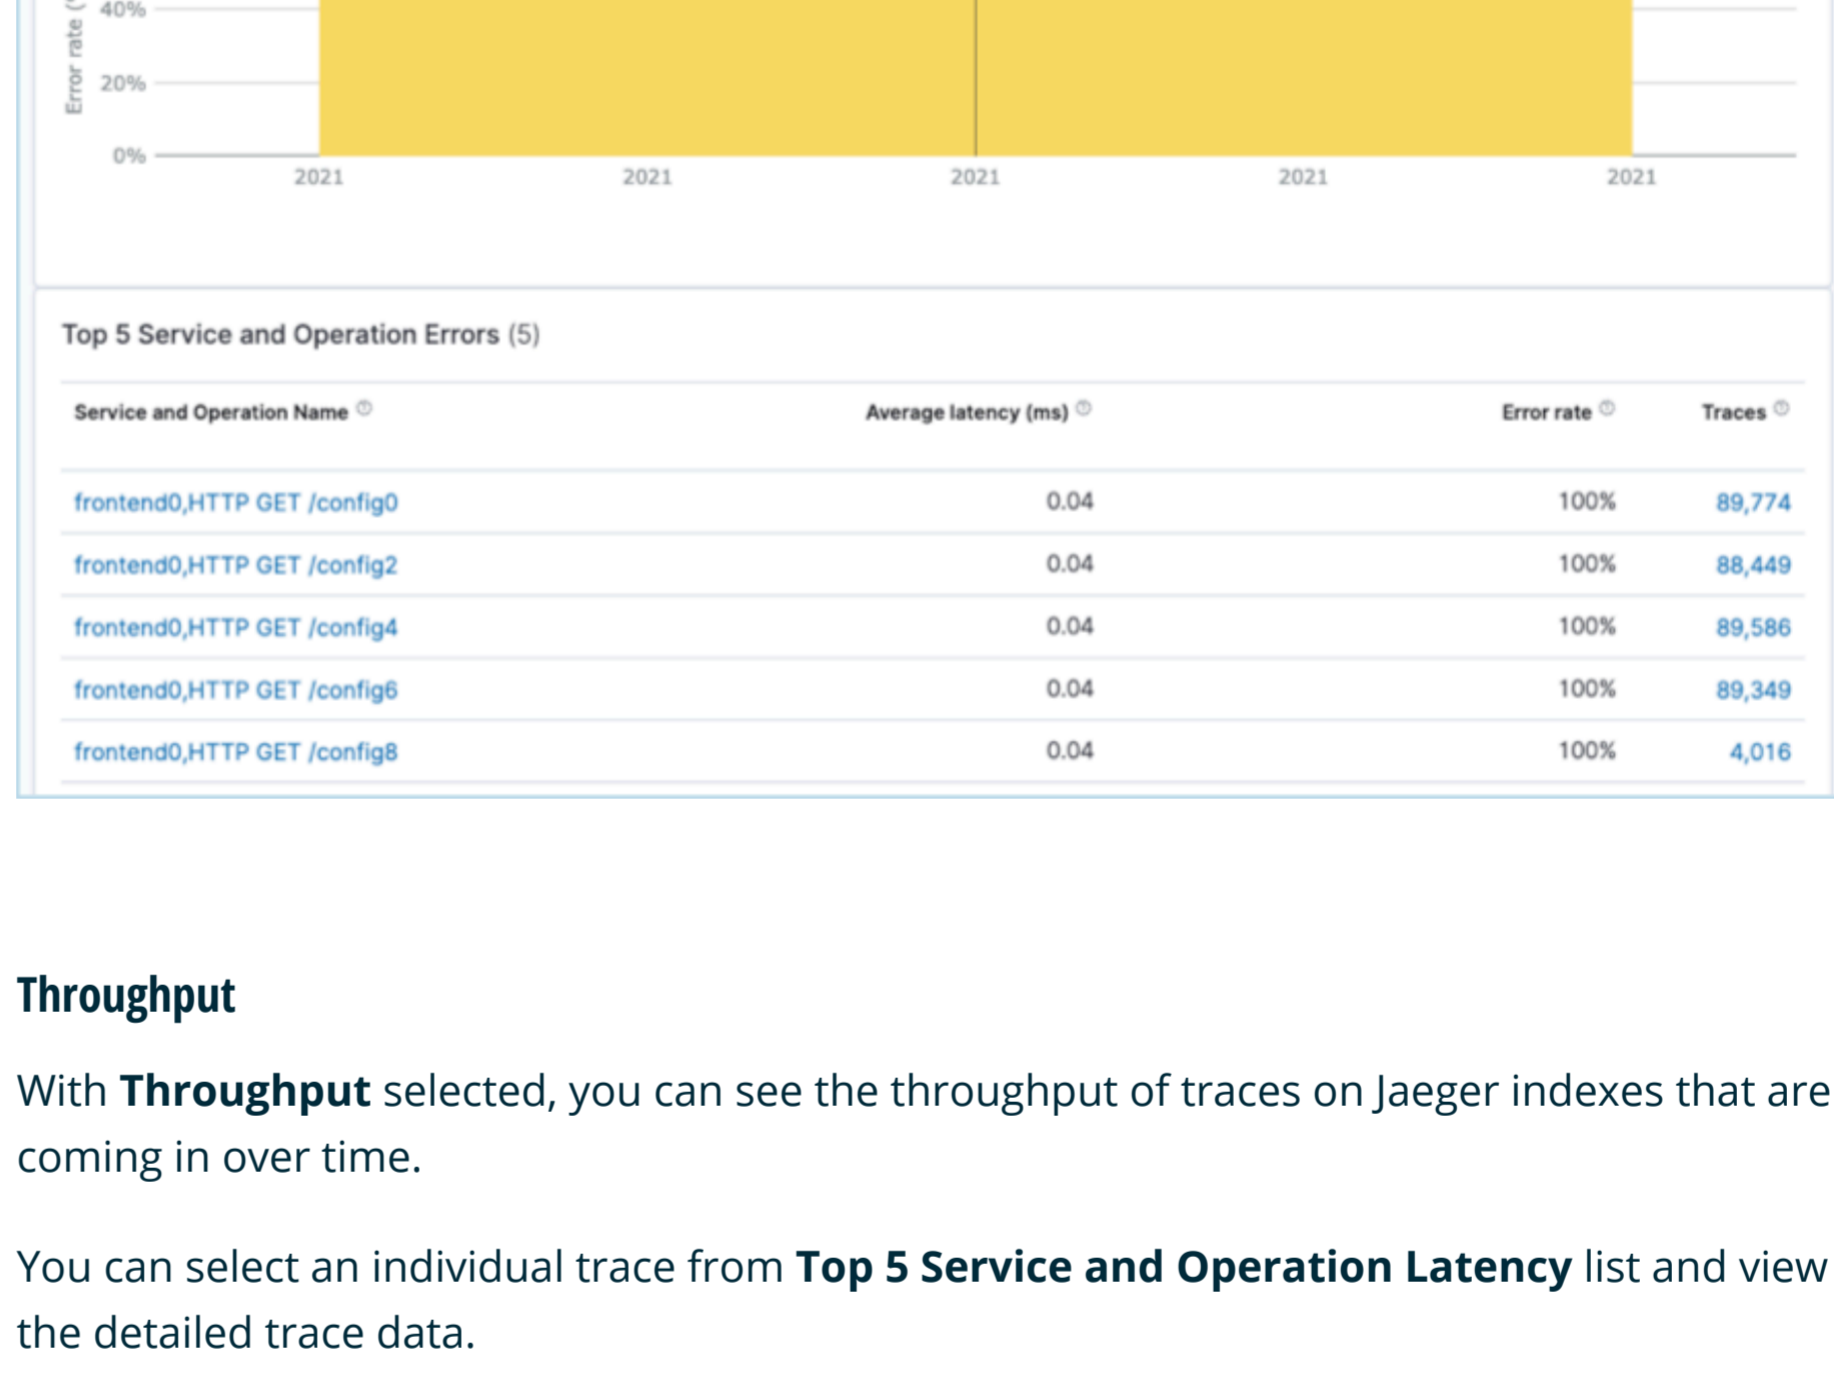 40%
Error rate (
20%
0%
2021 2021 2021 2021 2021
Top 5 Service and Operation Errors (5)
Service and Operation Name Average latency (ms) Error rate Traces
frontend0,HTTP GET /config0 0.04 100% 89,774
frontend0,HTTP GET /config2 0.04 100% 88,449
frontend0,HTTP GET /config4 0.04 100% 89,586
frontend0,HTTP GET /config6 0.04 100% 89,349
frontend0,HTTP GET /config8 0.04 100% 4,016
Throughput
With Throughput selected, you can see the throughput of traces on Jaeger indexes that are
coming in over time.
You can select an individual trace from Top 5 Service and Operation Latency list and view
the detailed trace data.